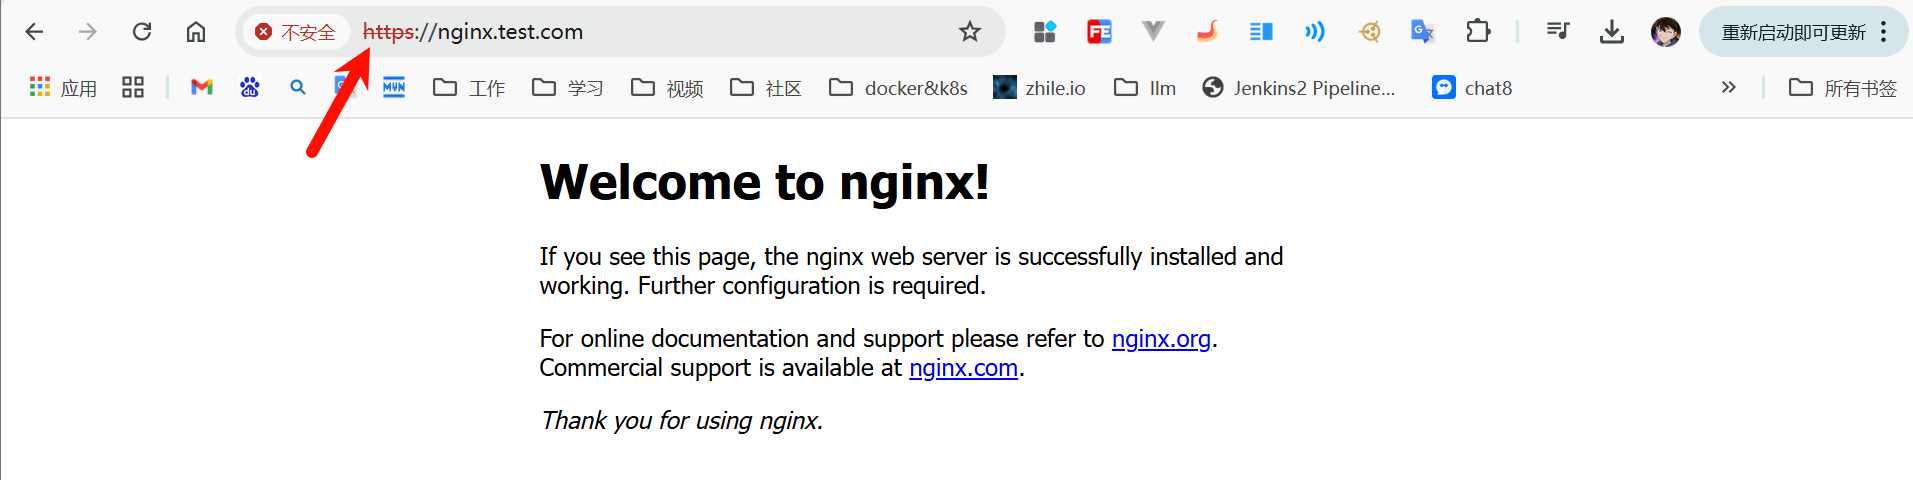 不安全 https://nginx.test.com 重新启动即可更新
应用 工作 学习 视频 社区 docker&k8s zhile.io llm Jenkins2 Pipeline... chat8 所有书签
Welcome to nginx!
If you see this page, the nginx web server is successfully installed and
working. Further configuration is required.
For online documentation and support please refer to nginx.org.
Commercial support is available at nginx.com.
Thank you for using nginx.